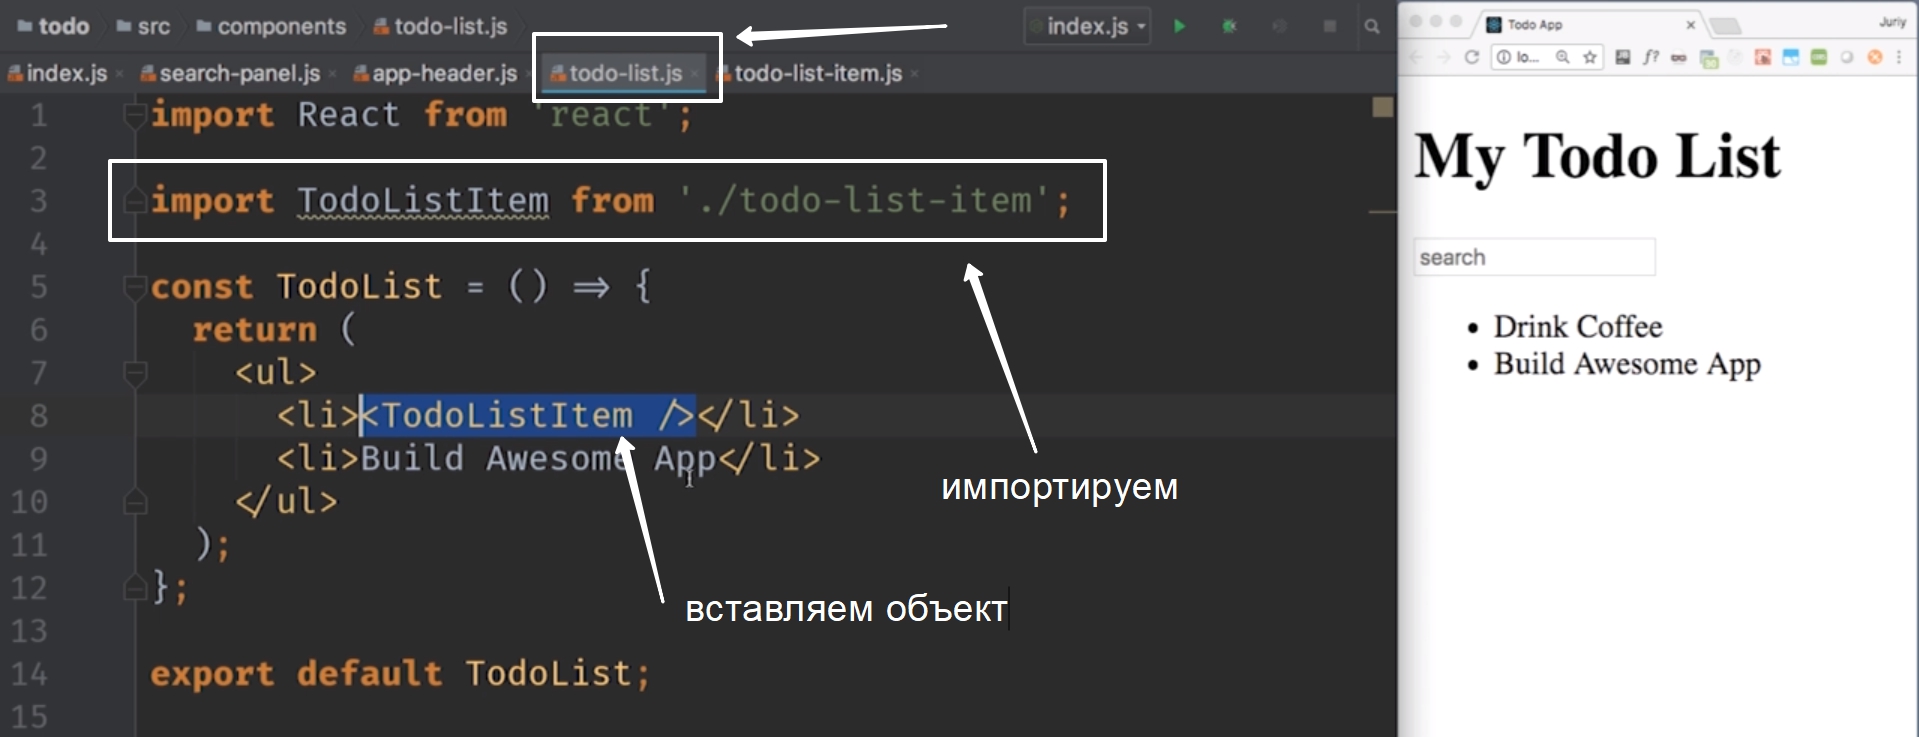 todo src components todo-list.js index.js
index.js search-panel.js app-header.js todo-list.js todo-list-item.js
1 import React from 'react';
2
3 import TodoListItem from './todo-list-item';
4
5 const TodoList = () => {
6 return (
7 <ul>
8 <li><TodoListItem /></li>
9 <li>Build Awesome App</li>
10 </ul>
11 );
12 };
13
14 export default TodoList;
15
импортируем
вставляем объект
Todo App Juriy
lo... f?
My Todo List
search
• Drink Coffee
• Build Awesome App